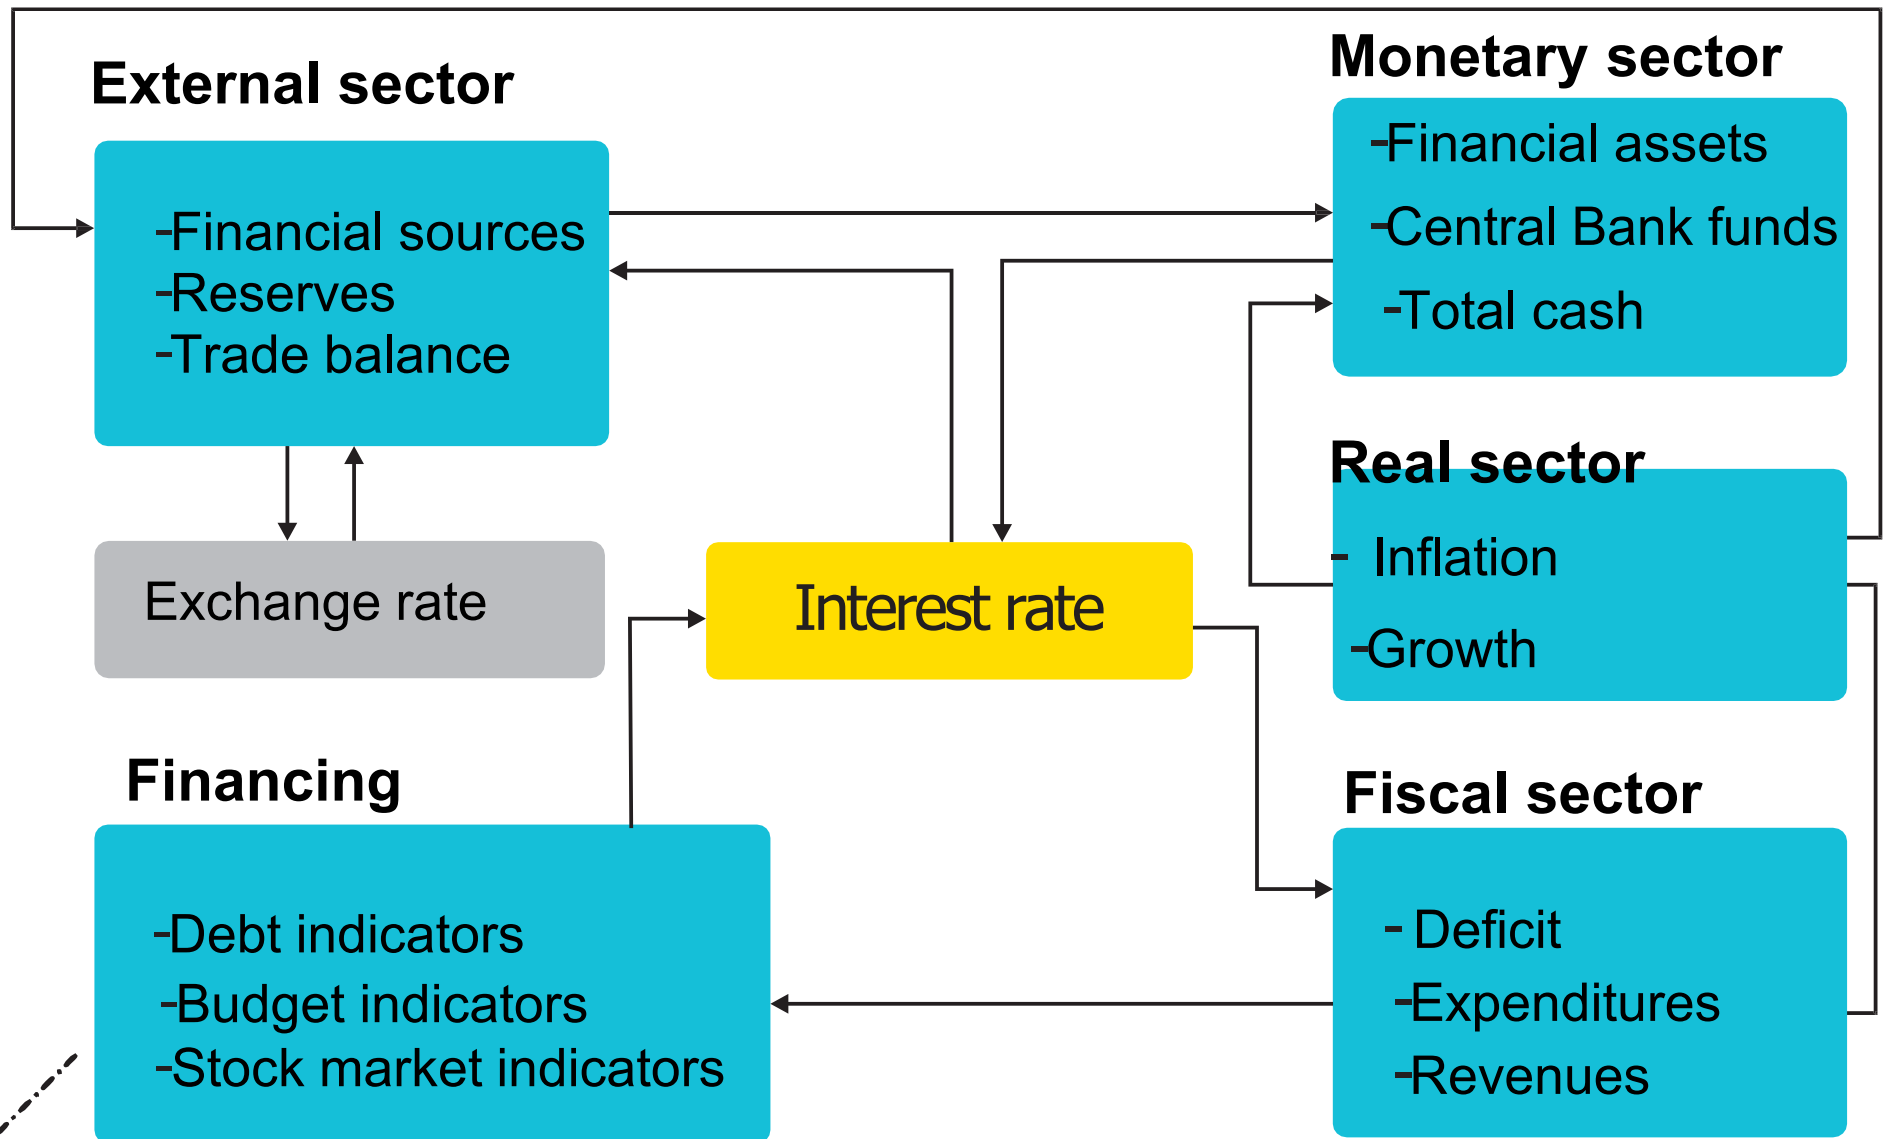 External sector
-Financial sources
-Reserves
-Trade balance
Monetary sector
-Financial assets
-Central Bank funds
-Total cash
Real sector
- Inflation
-Growth
Exchange rate
Interest rate
Financing
-Debt indicators
-Budget indicators
-Stock market indicators
Fiscal sector
- Deficit
-Expenditures
-Revenues